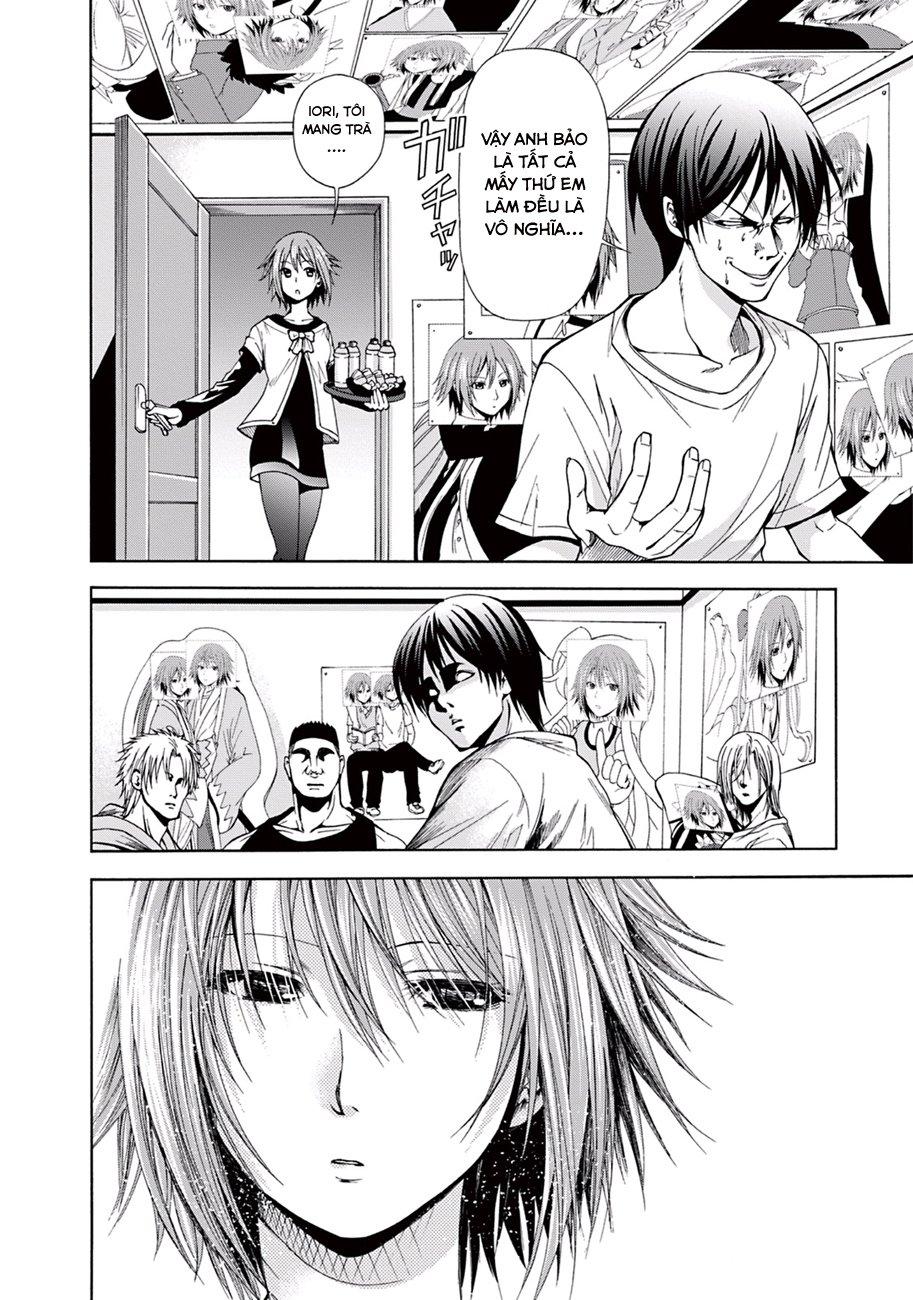 VẬY ANH BẢO
LÀ TẤT CẢ
MẤY THỨ EM
LÀM ĐỀU LÀ
VÔ NGHĨA...
ガチャッ
IORI, TÔI
MANG TRÀ
....